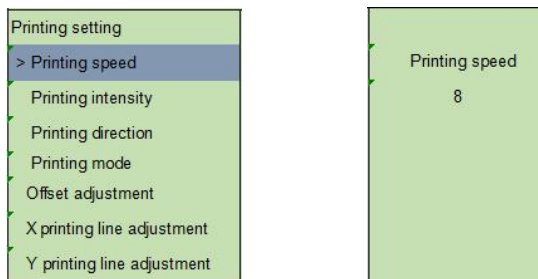 Printing setting
> Printing speed
Printing intensity
Printing direction
Printing mode
Offset adjustment
X printing line adjustment
Y printing line adjustment
Printing speed
8